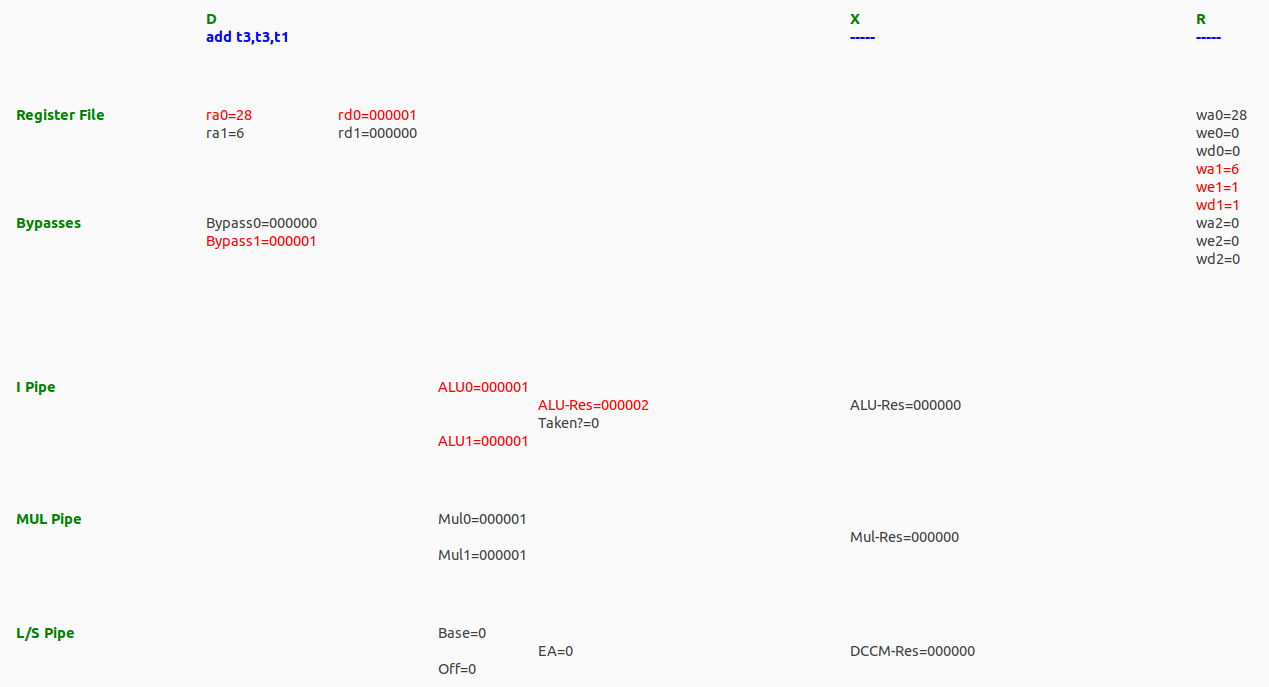 D X R
add t3,t3,t1 ----- -----
Register File ra0=28 rd0=000001 wa0=28
ra1=6 rd1=000000 we0=0
wd0=0
wa1=6
we1=1
wd1=1
Bypasses Bypass0=000000 wa2=0
Bypass1=000001 we2=0
wd2=0
I Pipe ALU0=000001
ALU-Res=000002 ALU-Res=000000
Taken?=0
ALU1=000001
MUL Pipe Mul0=000001
Mul-Res=000000
Mul1=000001
L/S Pipe Base=0
EA=0 DCCM-Res=000000
Off=0